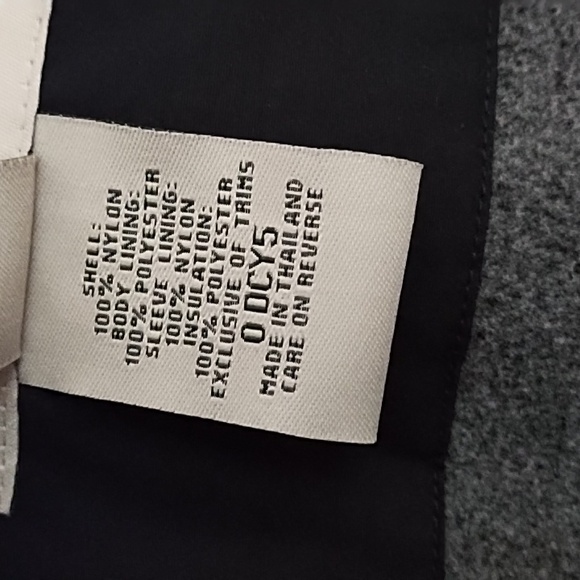 SHELL:
100% NYLON
BODY LINING:
100% POLYESTER
SLEEVE LINING:
100% NYLON
INSULATION:
100% POLYESTER
EXCLUSIVE OF TRIMS
O DCY5
MADE IN THAILAND
CARE ON REVERSE